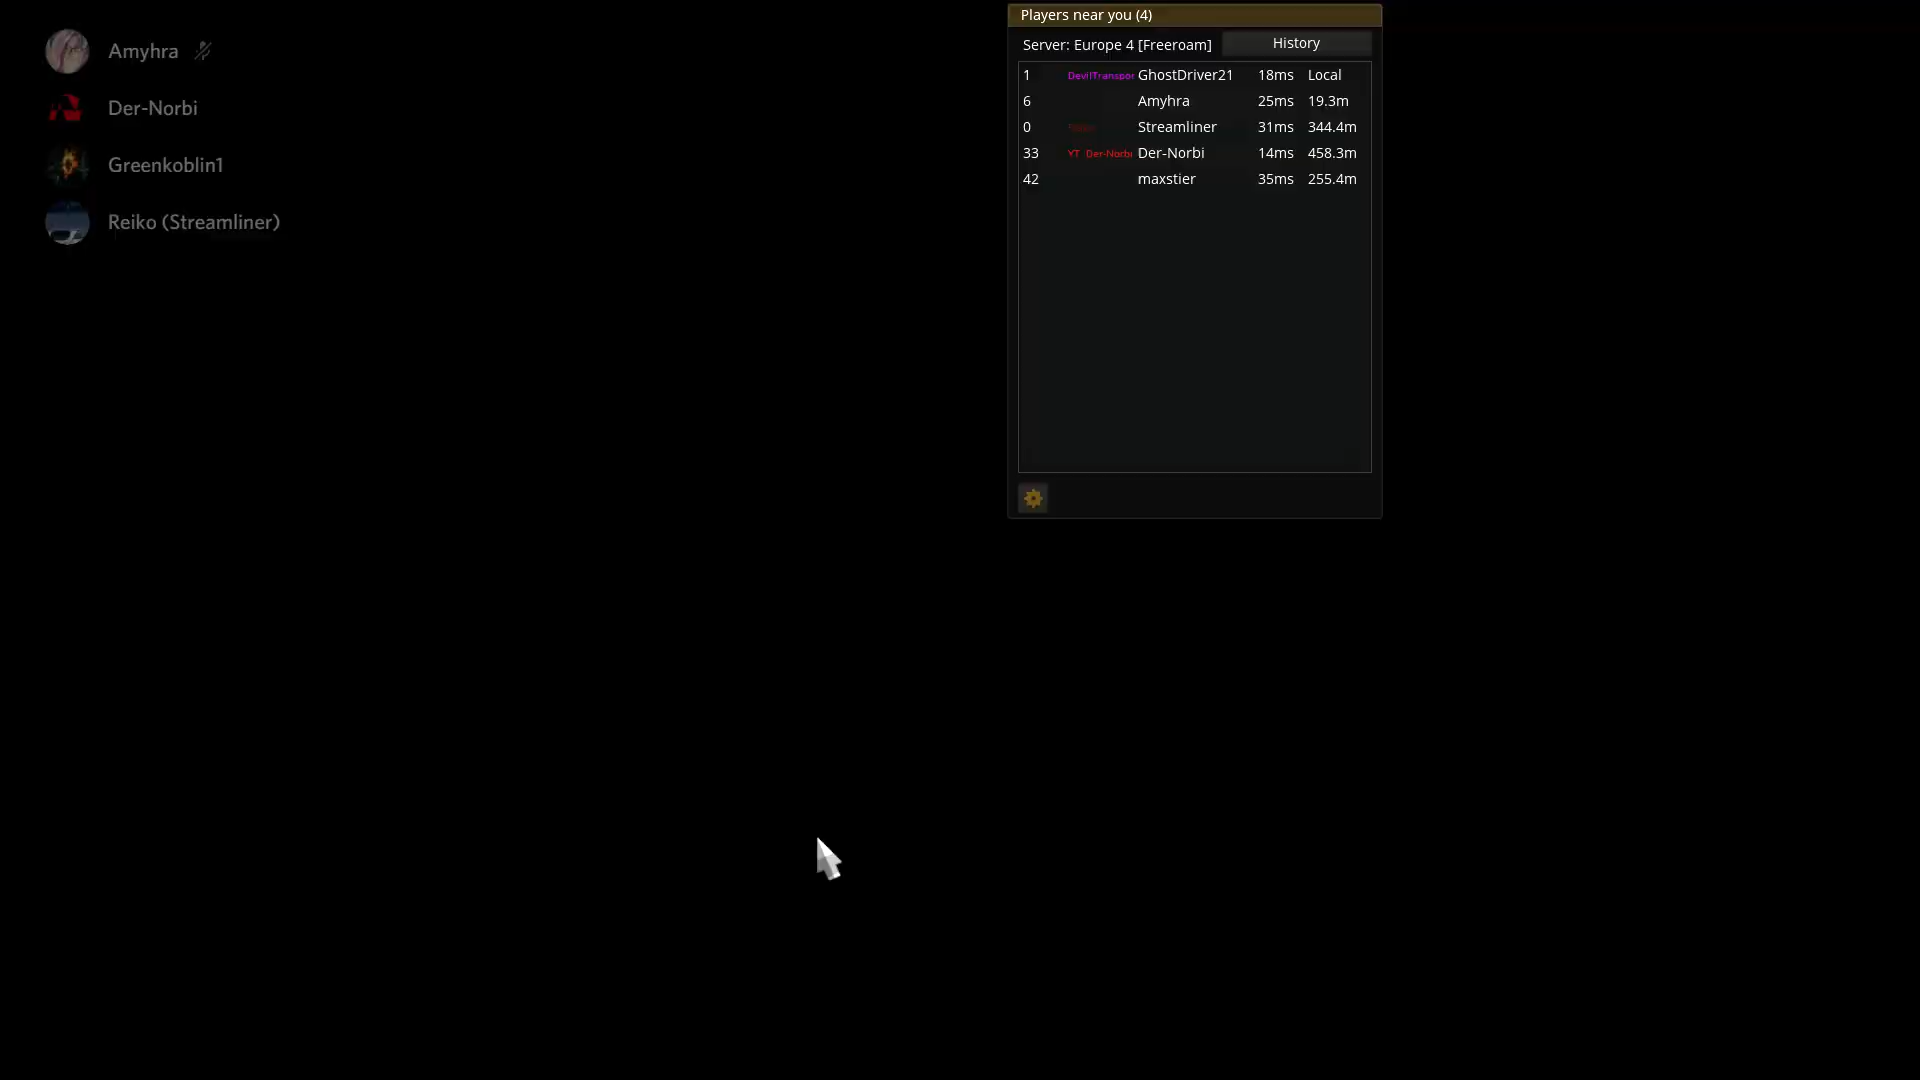 Amyhra
Der-Norbi
Greenkoblin1
Reiko (Streamliner)
Players near you (4)
Server: Europe 4 [Freeroam] History
1 DevilTranspor GhostDriver21 18ms Local
6 Amyhra 25ms 19.3m
0 Streamliner 31ms 344.4m
33 YT Der-Norbi Der-Norbi 14ms 458.3m
42 maxstier 35ms 255.4m